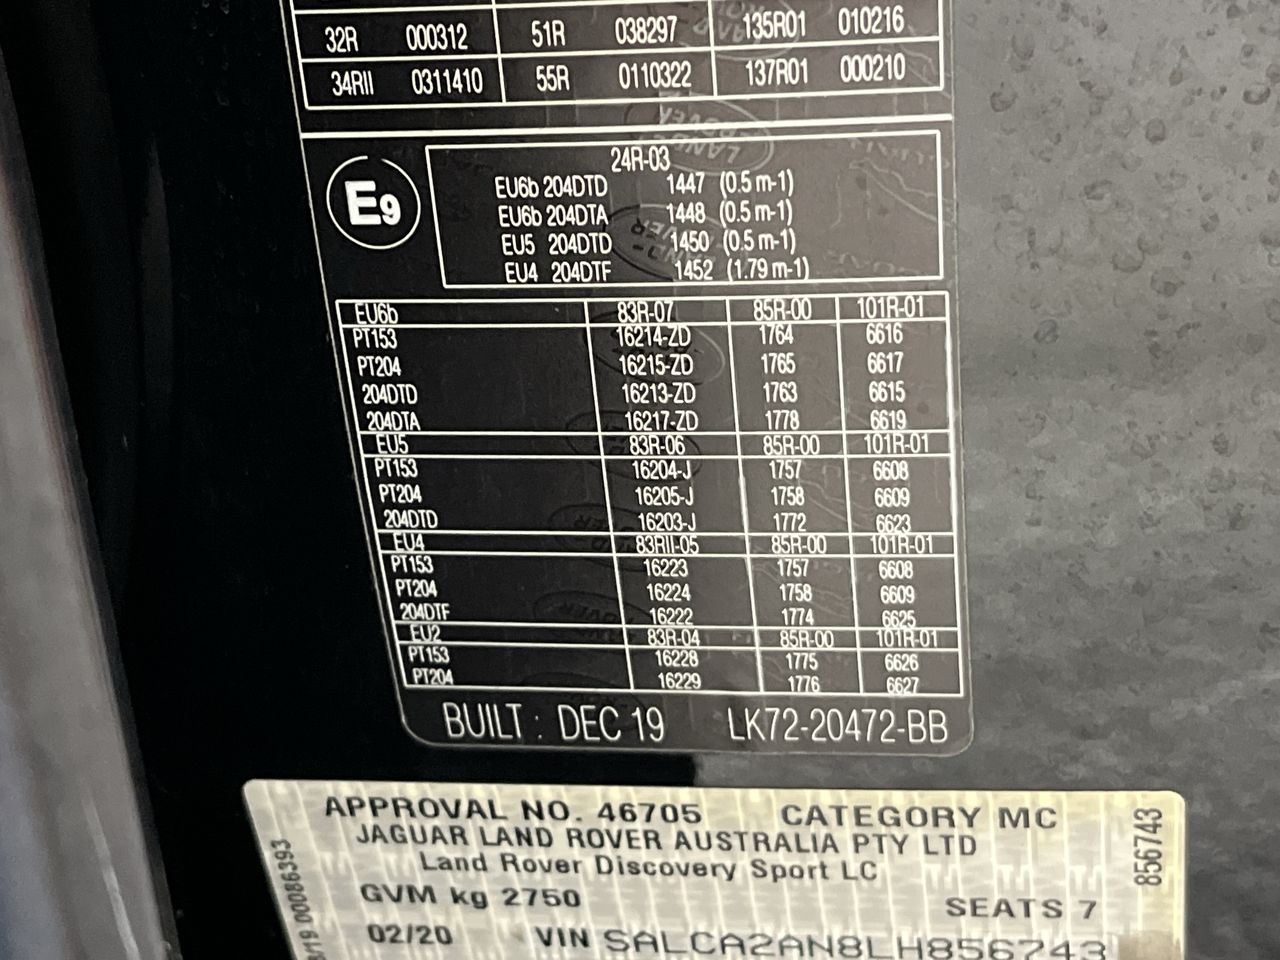 32R 000312 51R 038297 135R01 010216
34RII 0311410 55R 0110322 137R01 000210
E9
24R-03
EU6b 204DTD 1447 (0.5 m-1)
EU6b 204DTA 1448 (0.5 m-1)
EU5 204DTD 1450 (0.5 m-1)
EU4 204DTF 1452 (1.79 m-1)
EU6b 83R-07 85R-00 101R-01
PT153 16214-ZD 1764 6616
PT204 16215-ZD 1765 6617
204DTD 16213-ZD 1763 6615
204DTA 16217-ZD 1778 6619
EU5 83R-06 85R-00 101R-01
PT153 16204-J 1757 6608
PT204 16205-J 1758 6609
204DTD 16203-J 1772 6623
EU4 83RII-05 85R-00 101R-01
PT153 16223 1757 6608
PT204 16224 1758 6609
204DTF 16222 1774 6625
EU2 83R-04 85R-00 101R-01
PT153 16228 1775 6626
PT204 16229 1776 6627
BUILT : DEC 19 LK72-20472-BB
APPROVAL NO. 46705 CATEGORY MC
JAGUAR LAND ROVER AUSTRALIA PTY LTD
Land Rover Discovery Sport LC
GVM kg 2750
SEATS 7
02/20 VIN SALCA2AN8LH856743
856743
/19 00086393